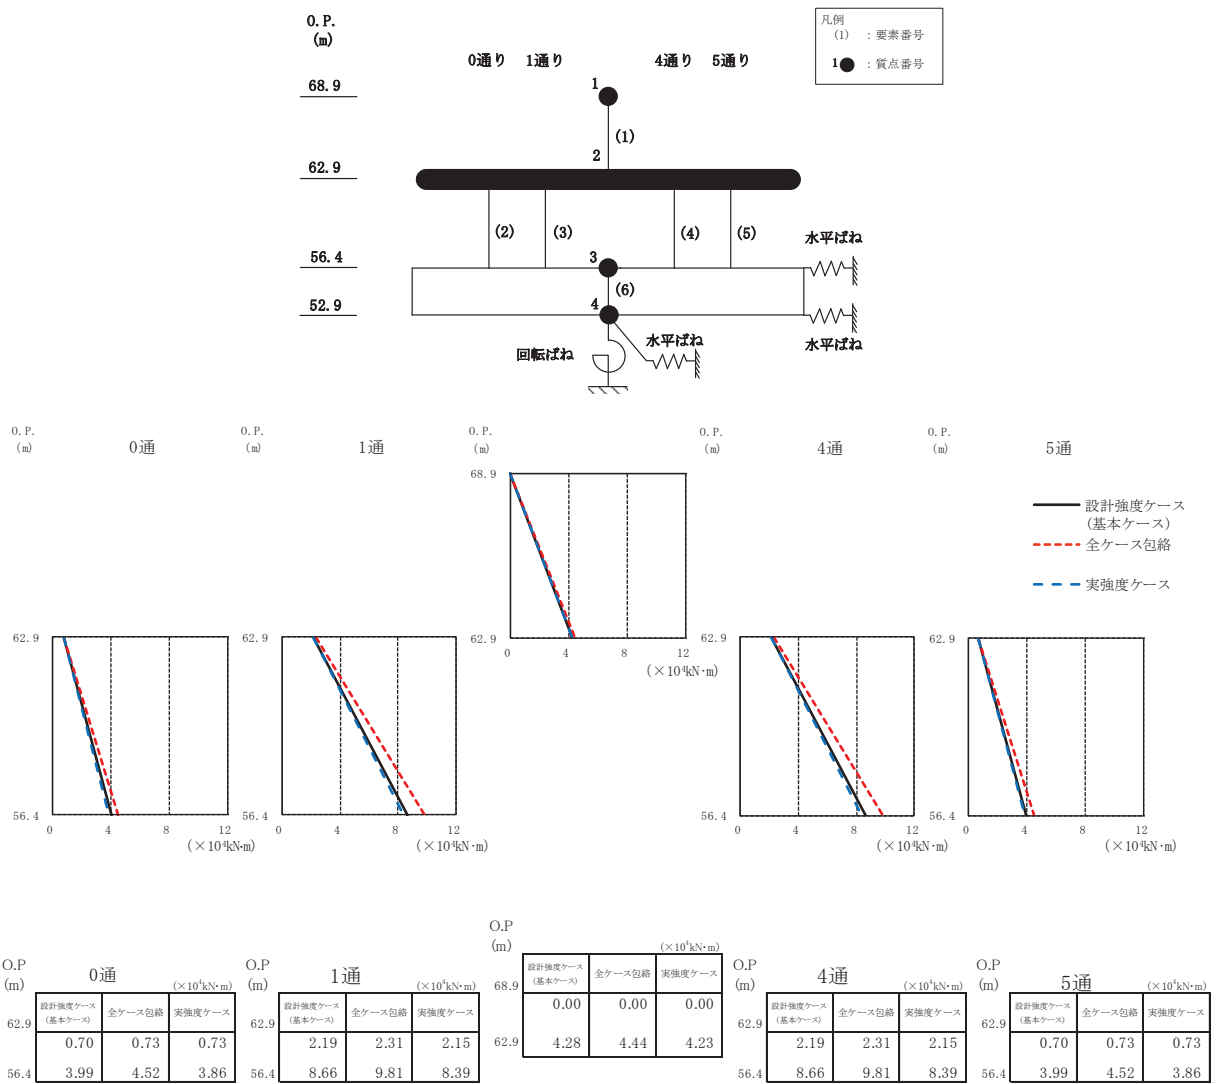 O.P.
(m)
凡例
(1) : 要素番号
1 : 質点番号
0通り 1通り 4通り 5通り
68.9
1
(1)
62.9
2
(2) (3) (4) (5)
水平ばね
56.4
3
(6)
52.9
4
水平ばね
水平ばね
回転ばね
O.P.
(m)
0通
O.P.
(m)
1通
O.P.
(m)
O.P.
(m)
4通
O.P.
(m)
5通
68.9
62.9
0 4 8 12
(×10⁴kN·m)
設計強度ケース
(基本ケース)
全ケース包絡
実強度ケース
62.9
56.4
0 4 8 12
(×10⁴kN·m)
62.9
56.4
0 4 8 12
(×10⁴kN·m)
62.9
56.4
0 4 8 12
(×10⁴kN·m)
62.9
56.4
0 4 8 12
(×10⁴kN·m)
O.P
(m)
0通
(×10⁴kN·m)
設計強度ケース
(基本ケース)
全ケース包絡 実強度ケース
62.9
0.70 0.73 0.73
56.4 3.99 4.52 3.86
O.P
(m)
1通
(×10⁴kN·m)
設計強度ケース
(基本ケース)
全ケース包絡 実強度ケース
62.9
2.19 2.31 2.15
56.4 8.66 9.81 8.39
O.P
(m)
(×10⁴kN·m)
設計強度ケース
(基本ケース)
全ケース包絡 実強度ケース
68.9
0.00 0.00 0.00
62.9 4.28 4.44 4.23
O.P
(m)
4通
(×10⁴kN·m)
設計強度ケース
(基本ケース)
全ケース包絡 実強度ケース
62.9
2.19 2.31 2.15
56.4 8.66 9.81 8.39
O.P
(m)
5通
(×10⁴kN·m)
設計強度ケース
(基本ケース)
全ケース包絡 実強度ケース
62.9
0.70 0.73 0.73
56.4 3.99 4.52 3.86